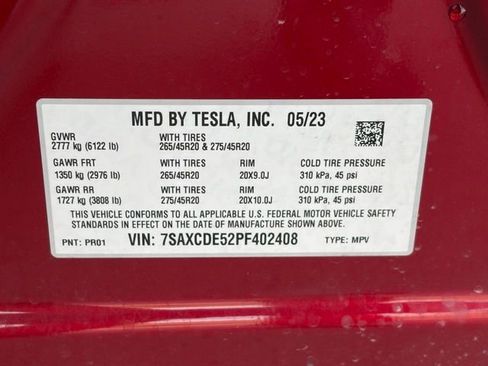 MFD BY TESLA, INC. 05/23
GVWR WITH TIRES
2777 kg (6122 lb) 265/45R20 & 275/45R20
GAWR FRT WITH TIRES RIM COLD TIRE PRESSURE
1350 kg (2976 lb) 265/45R20 20X9.0J 310 kPa, 45 psi
GAWR RR WITH TIRES RIM COLD TIRE PRESSURE
1727 kg (3808 lb) 275/45R20 20X10.0J 310 kPa, 45 psi
THIS VEHICLE CONFORMS TO ALL APPLICABLE U.S. FEDERAL MOTOR VEHICLE SAFETY
STANDARDS IN EFFECT ON THE DATE OF MANUFACTURE SHOWN ABOVE.
PNT: PR01 VIN: 7SAXCDE52PF402408 TYPE: MPV